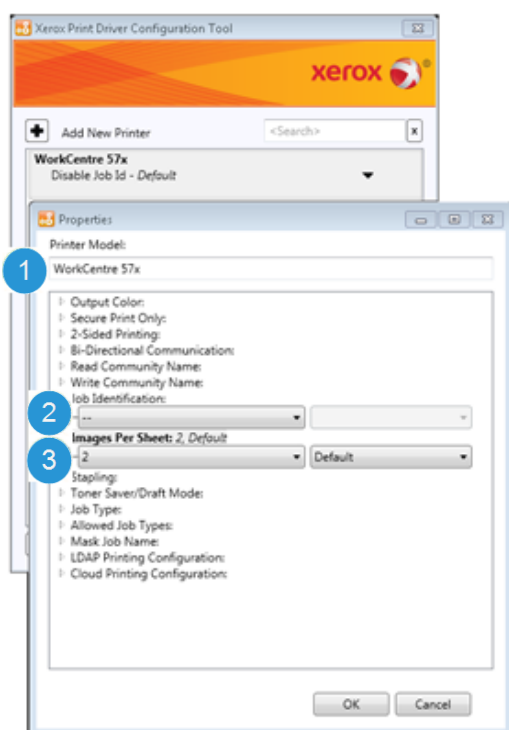 Xerox Print Driver Configuration Tool
xerox
Add New Printer
<Search>
x
WorkCentre 57x
Disable Job Id - Default
Properties
Printer Model:
1
WorkCentre 57x
Output Color:
Secure Print Only:
2-Sided Printing:
Bi-Directional Communication:
Read Community Name:
Write Community Name:
Job Identification:
2
--
Images Per Sheet: 2, Default
3
2 Default
Stapling:
Toner Saver/Draft Mode:
Job Type:
Allowed Job Types:
Mask Job Name:
LDAP Printing Configuration:
Cloud Printing Configuration:
OK Cancel